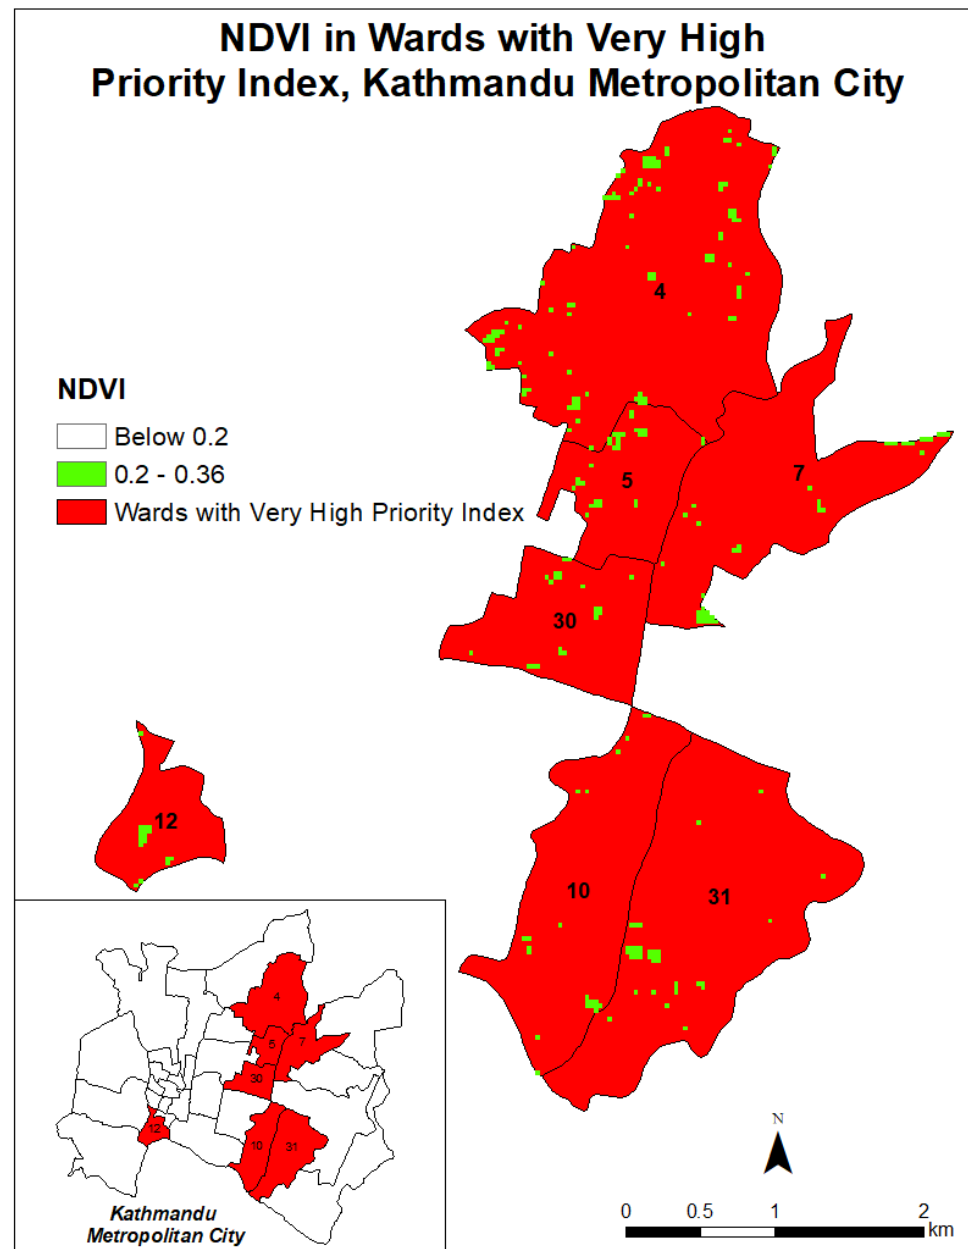 NDVI in Wards with Very High
Priority Index, Kathmandu Metropolitan City
4
NDVI
Below 0.2
0.2 - 0.36
Wards with Very High Priority Index
7
5
30
12
10
31
4
5
7
30
12
10
31
Kathmandu
Metropolitan City
N
0 0.5 1 2
km